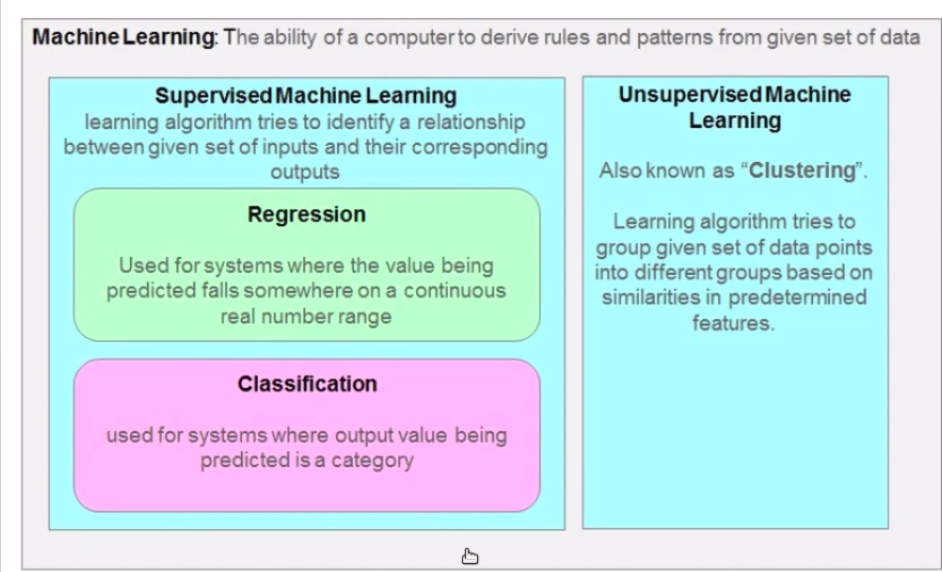 Machine Learning: The ability of a computer to derive rules and patterns from given set of data
Supervised Machine Learning
learning algorithm tries to identify a relationship
between given set of inputs and their corresponding
outputs
Regression
Used for systems where the value being
predicted falls somewhere on a continuous
real number range
Classification
used for systems where output value being
predicted is a category
Unsupervised Machine
Learning
Also known as “Clustering”.
Learning algorithm tries to
group given set of data points
into different groups based on
similarities in predetermined
features.